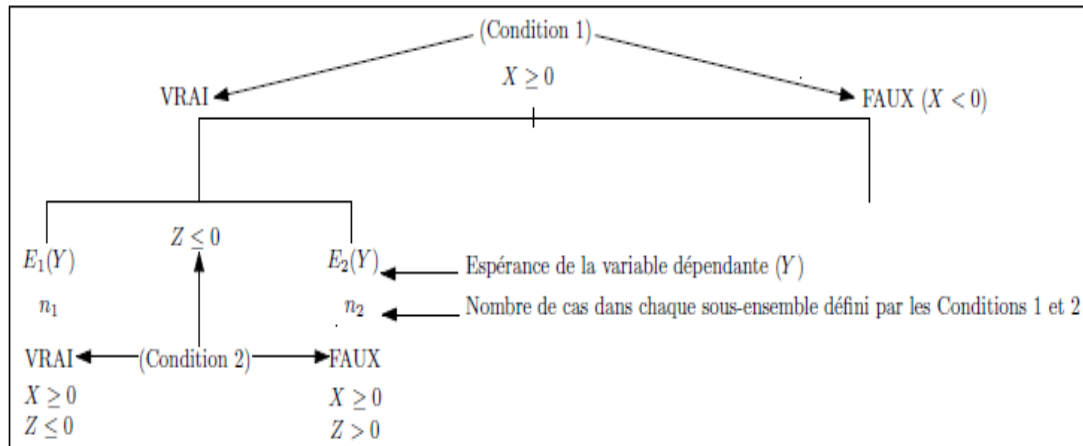 (Condition 1)
X ≥ 0
VRAI
FAUX (X < 0)
Z ≤ 0
E₁(Y)
E₂(Y)
Espérance de la variable dépendante (Y)
n₁
n₂
Nombre de cas dans chaque sous-ensemble défini par les Conditions 1 et 2
VRAI
(Condition 2)
FAUX
X ≥ 0
X ≥ 0
Z ≤ 0
Z > 0